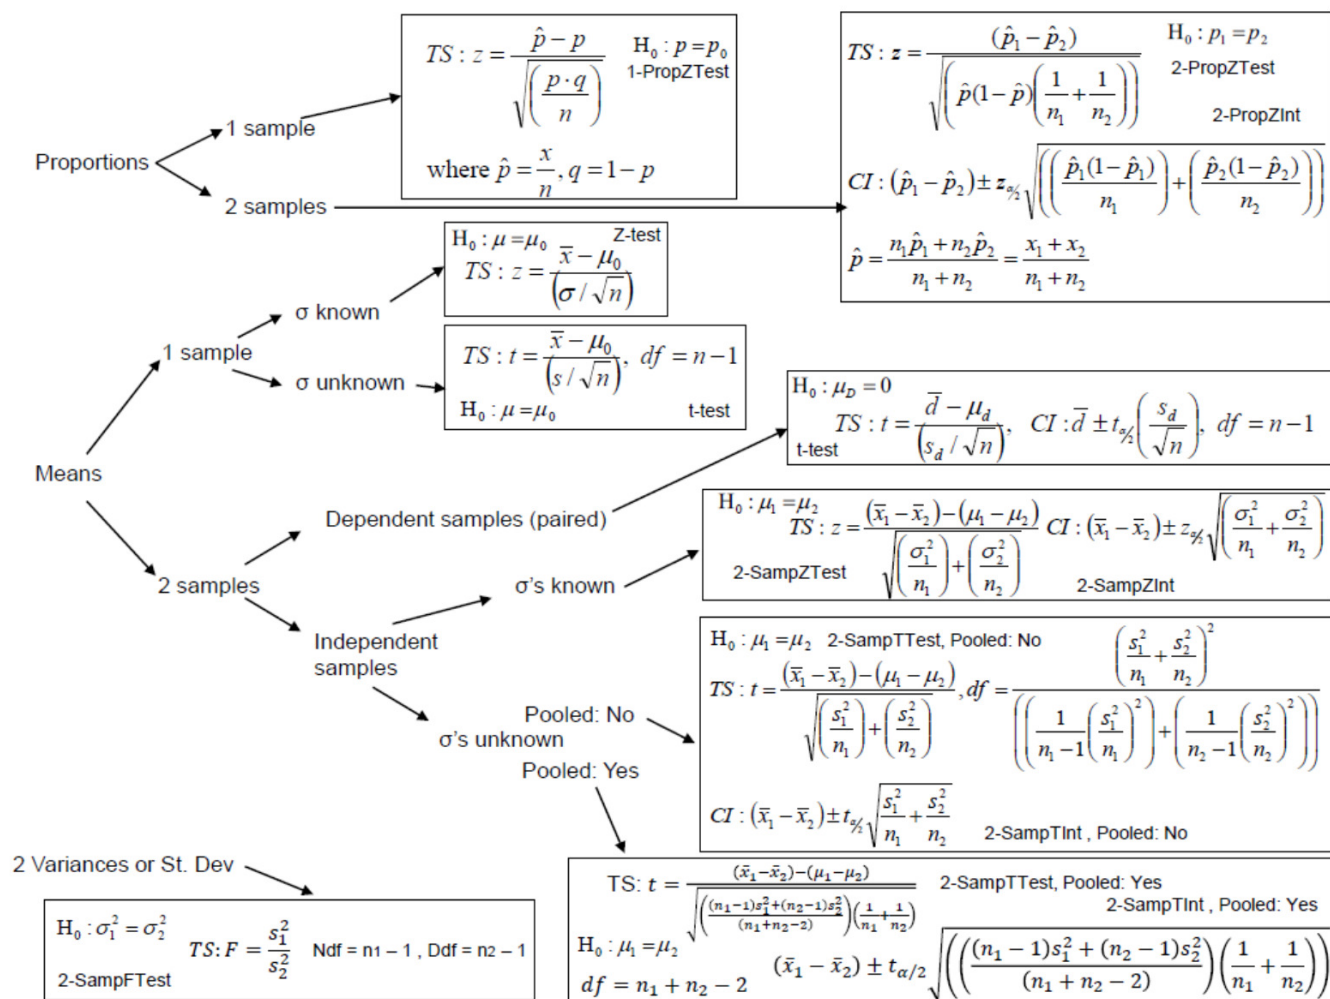 TS : z = (p̂ − p) / √((p · q) / n)    H₀ : p = p₀
1-PropZTest
where p̂ = x/n, q = 1 − p
TS : z = (p̂₁ − p̂₂) / √(p̂(1 − p̂)(1/n₁ + 1/n₂))    H₀ : p₁ = p₂
2-PropZTest
2-PropZInt
CI : (p̂₁ − p̂₂) ± z_α/2 √(((p̂₁(1 − p̂₁)/n₁) + (p̂₂(1 − p̂₂)/n₂)))
p̂ = (n₁p̂₁ + n₂p̂₂)/(n₁ + n₂) = (x₁ + x₂)/(n₁ + n₂)
Proportions
1 sample
2 samples
H₀ : μ = μ₀    Z-test
TS : z = (x̄ − μ₀) / (σ / √n)
σ known
1 sample
σ unknown
TS : t = (x̄ − μ₀) / (s / √n), df = n − 1
H₀ : μ = μ₀    t-test
Means
H₀ : μ_D = 0
TS : t = (d̄ − μ_d) / (s_d / √n),  CI : d̄ ± t_α/2 (s_d / √n), df = n − 1
t-test
Dependent samples (paired)
2 samples
σ's known
H₀ : μ₁ = μ₂
TS : z = ((x̄₁ − x̄₂) − (μ₁ − μ₂)) / √((σ₁²/n₁) + (σ₂²/n₂))  CI : (x̄₁ − x̄₂) ± z_α/2 √((σ₁²/n₁ + σ₂²/n₂))
2-SampZTest    2-SampZInt
Independent
samples
H₀ : μ₁ = μ₂  2-SampTTest, Pooled: No
TS : t = ((x̄₁ − x̄₂) − (μ₁ − μ₂)) / √((s₁²/n₁) + (s₂²/n₂)), df = (s₁²/n₁ + s₂²/n₂)² / (((1/(n₁ − 1) (s₁²/n₁)²) + (1/(n₂ − 1) (s₂²/n₂)²)))
CI : (x̄₁ − x̄₂) ± t_α/2 √(s₁²/n₁ + s₂²/n₂)
2-SampTInt , Pooled: No
Pooled: No
σ's unknown
Pooled: Yes
TS: t = ((x̄₁−x̄₂)−(μ₁−μ₂)) / √((((n₁−1)s₁²+(n₂−1)s₂²)/(n₁+n₂−2))(1/n₁+1/n₂))    2-SampTTest, Pooled: Yes
2-SampTInt , Pooled: Yes
H₀ : μ₁ = μ₂
(x̄₁ − x̄₂) ± t_α/2 √(((((n₁ − 1)s₁² + (n₂ − 1)s₂²)/(n₁ + n₂ − 2))(1/n₁ + 1/n₂)))
df = n₁ + n₂ − 2
2 Variances or St. Dev
H₀ : σ₁² = σ₂²
TS: F = s₁²/s₂²    Ndf = n₁ − 1 , Ddf = n₂ − 1
2-SampFTest